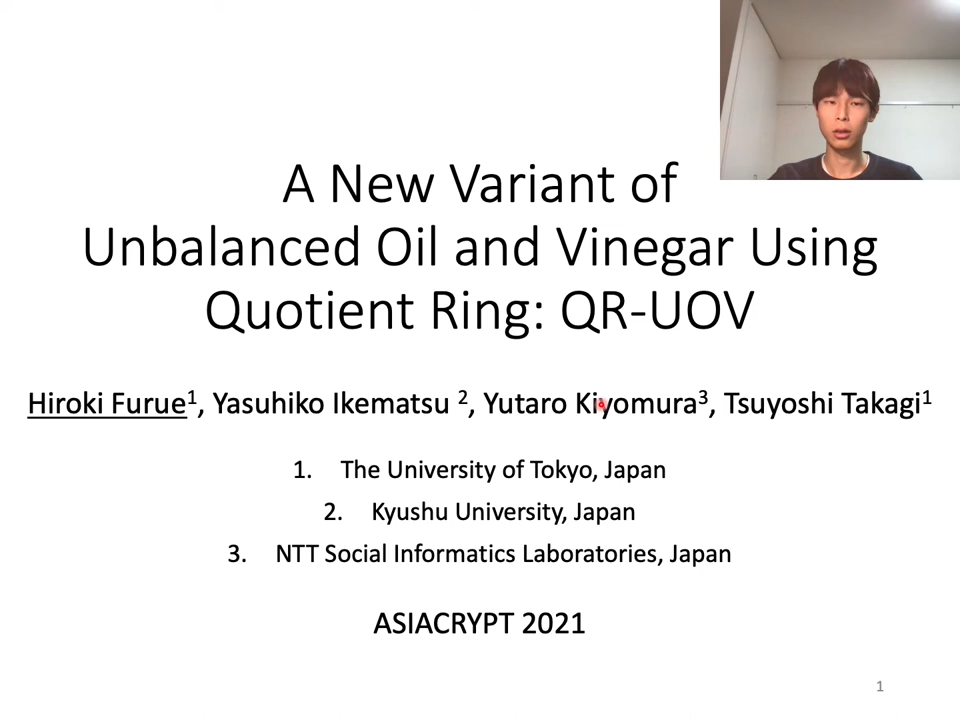 A New Variant of
Unbalanced Oil and Vinegar Using
Quotient Ring: QR-UOV
Hiroki Furue¹, Yasuhiko Ikematsu ², Yutaro Kiyomura³, Tsuyoshi Takagi¹
1. The University of Tokyo, Japan
2. Kyushu University, Japan
3. NTT Social Informatics Laboratories, Japan
ASIACRYPT 2021
1